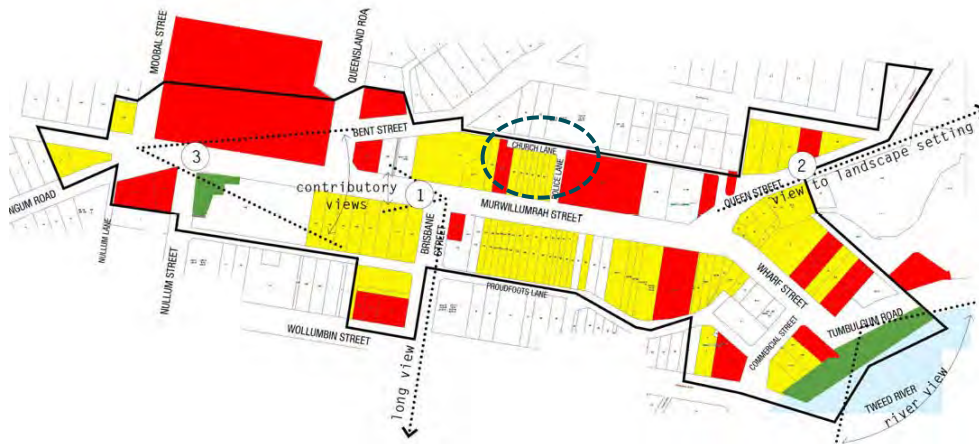 MOOBAL STREE
QUEENSLAND ROA
BENT STREET
CHURCH LANE
POLICE LANE
3
contributory
views
1
2
QUEEN STREET
view to landscape setting
NGUM ROAD
MURWILLUMBAH STREET
BRISBANE
STREET
NULLUM LANE
NULLUM STREET
PROUDFOOTS LANE
WHARF STREET
WOLLUMBIN STREET
COMMERCIAL STREET
TUMBULGUM ROAD
long view
TWEED RIVER
river view